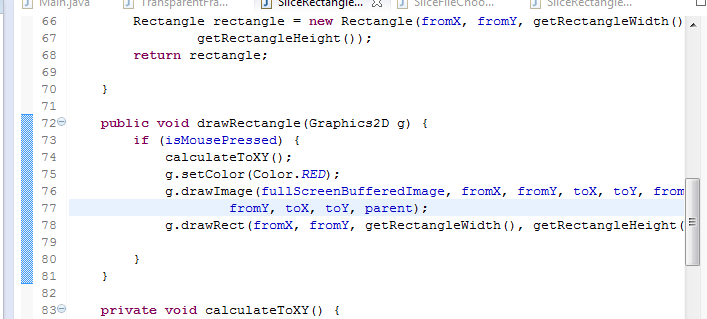 Main.java TransparentFra... SliceRectangle... SliceFileChoo... SliceRectangle...
66 Rectangle rectangle = new Rectangle(fromX, fromY, getRectangleWidth()
67 getRectangleHeight());
68 return rectangle;
69
70 }
71
72 public void drawRectangle(Graphics2D g) {
73 if (isMousePressed) {
74 calculateToXY();
75 g.setColor(Color.RED);
76 g.drawImage(fullScreenBufferedImage, fromX, fromY, toX, toY, from
77 fromY, toX, toY, parent);
78 g.drawRect(fromX, fromY, getRectangleWidth(), getRectangleHeight(
79
80 }
81 }
82
83 private void calculateToXY() {